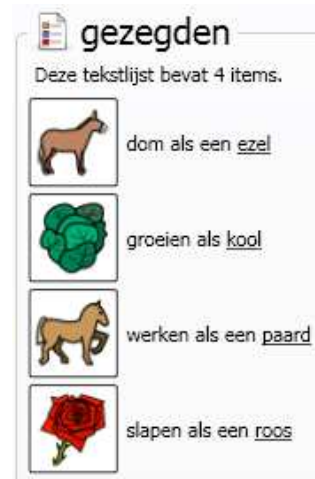 gezegden
Deze tekstlijst bevat 4 items.
dom als een ezel
groeien als kool
werken als een paard
slapen als een roos